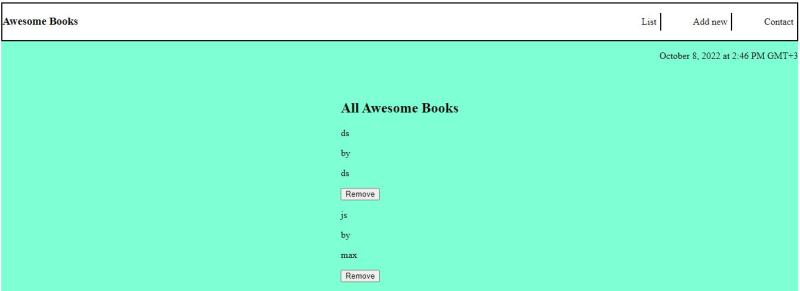 Awesome Books List Add new Contact
October 8, 2022 at 2:46 PM GMT+3
All Awesome Books
ds
by
ds
Remove
js
by
max
Remove